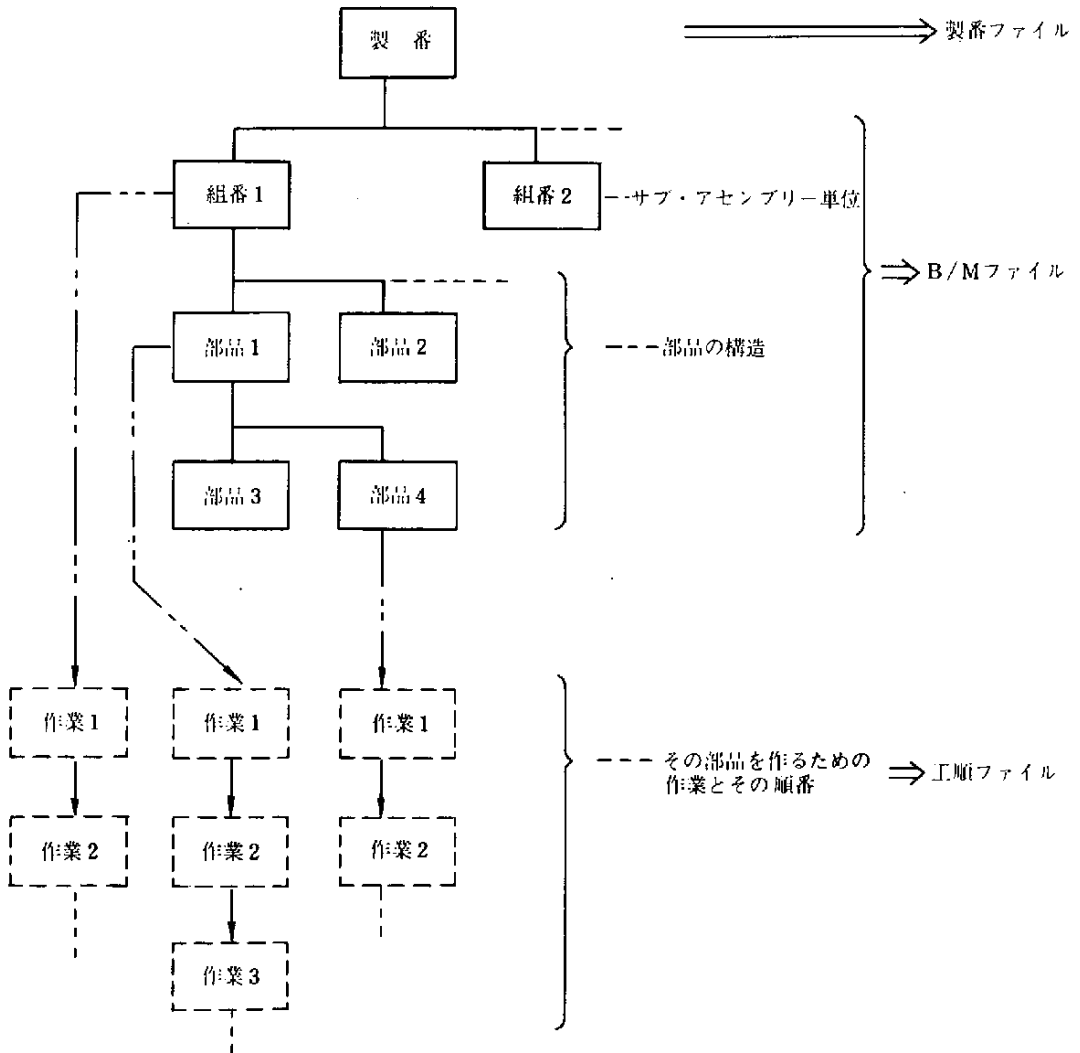 製 番
製番ファイル
組番1
組番2
サブ・アセンブリー単位
B/Mファイル
部品1
部品2
部品の構造
部品3
部品4
作業1
作業1
作業1
その部品を作るための
作業とその順番
工順ファイル
作業2
作業2
作業2
作業3